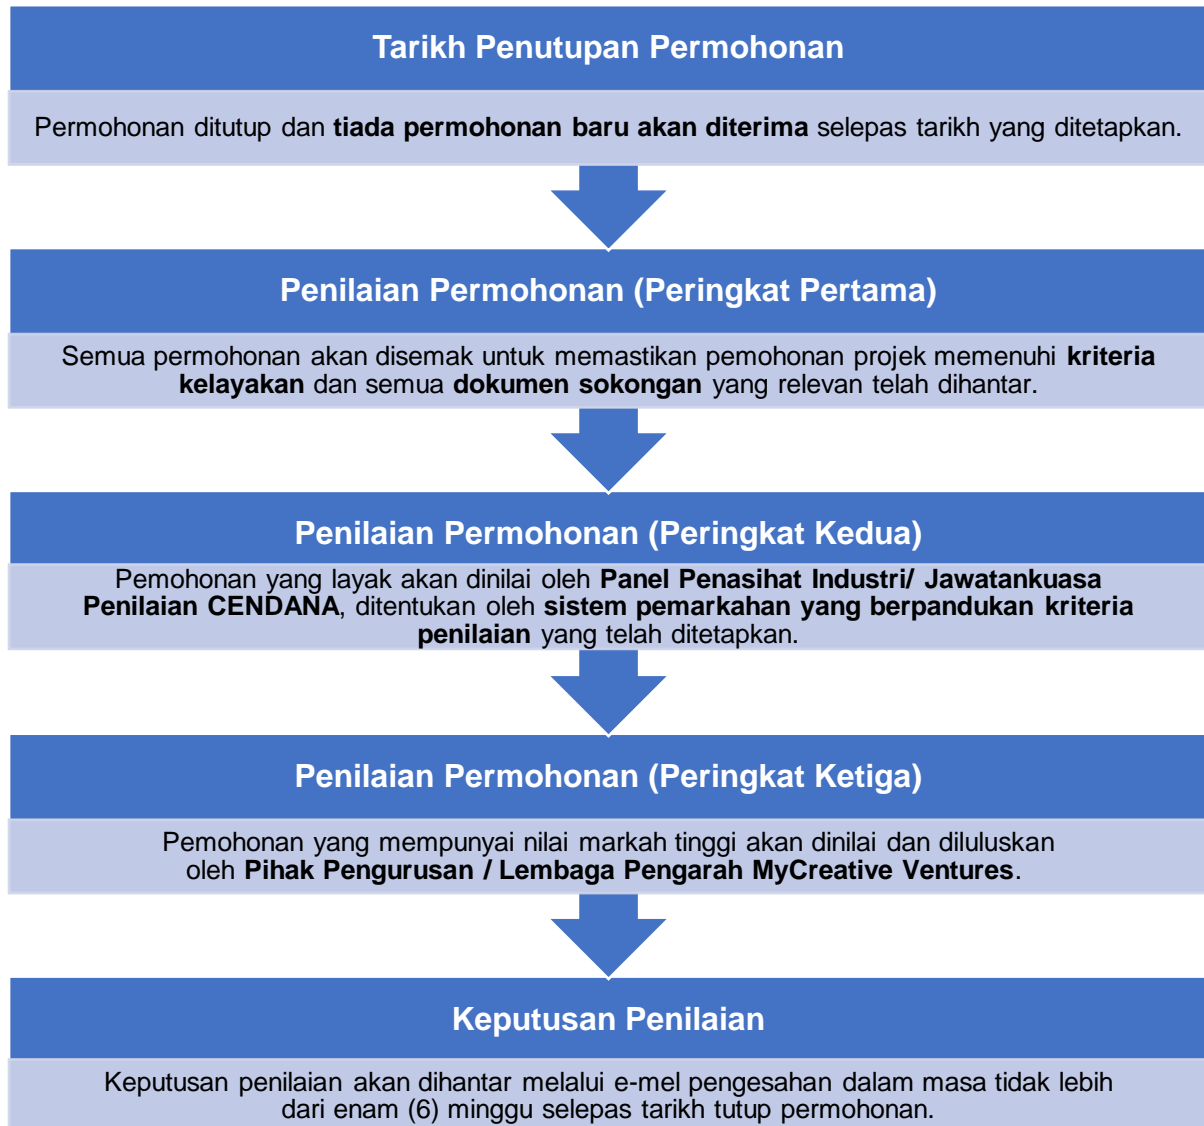 Tarikh Penutupan Permohonan
Permohonan ditutup dan tiada permohonan baru akan diterima selepas tarikh yang ditetapkan.
Penilaian Permohonan (Peringkat Pertama)
Semua permohonan akan disemak untuk memastikan pemohonan projek memenuhi kriteria
kelayakan dan semua dokumen sokongan yang relevan telah dihantar.
Penilaian Permohonan (Peringkat Kedua)
Pemohonan yang layak akan dinilai oleh Panel Penasihat Industri/ Jawatankuasa
Penilaian CENDANA, ditentukan oleh sistem pemarkahan yang berpandukan kriteria
penilaian yang telah ditetapkan.
Penilaian Permohonan (Peringkat Ketiga)
Pemohonan yang mempunyai nilai markah tinggi akan dinilai dan diluluskan
oleh Pihak Pengurusan / Lembaga Pengarah MyCreative Ventures.
Keputusan Penilaian
Keputusan penilaian akan dihantar melalui e-mel pengesahan dalam masa tidak lebih
dari enam (6) minggu selepas tarikh tutup permohonan.